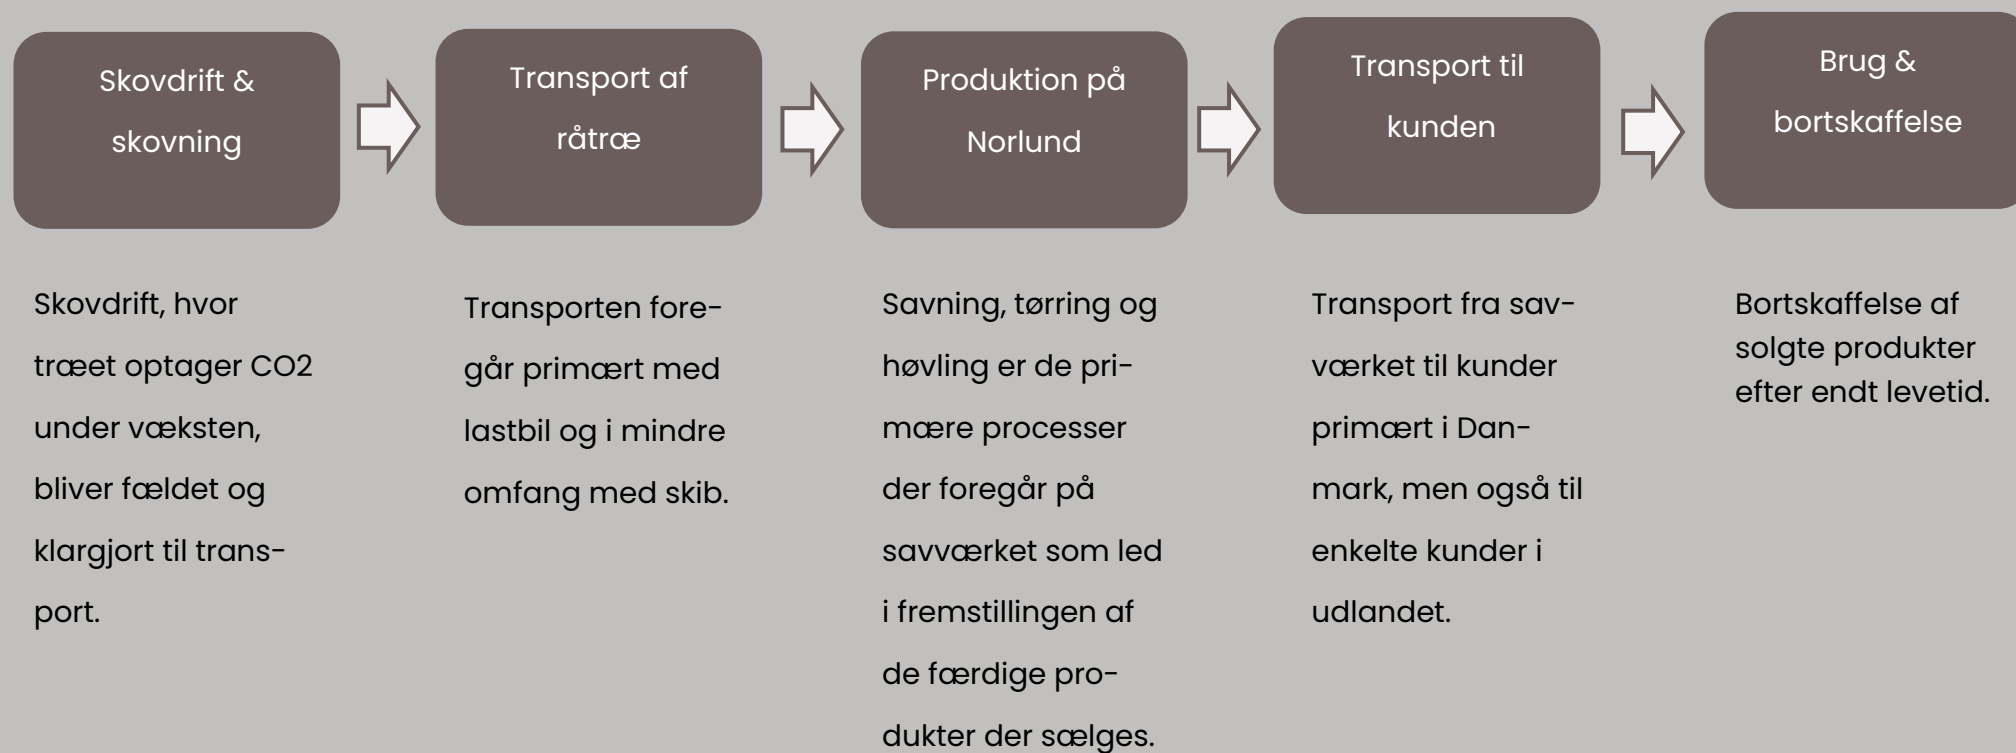 Skovdrift &
skovning
Transport af
råtræ
Produktion på
Norlund
Transport til
kunden
Brug &
bortskaffelse
Skovdrift, hvor
træet optager CO2
under væksten,
bliver fældet og
klargjort til trans-
port.
Transporten fore-
går primært med
lastbil og i mindre
omfang med skib.
Savning, tørring og
høvling er de pri-
mære processer
der foregår på
savværket som led
i fremstillingen af
de færdige pro-
dukter der sælges.
Transport fra sav-
værket til kunder
primært i Dan-
mark, men også til
enkelte kunder i
udlandet.
Bortskaffelse af
solgte produkter
efter endt levetid.